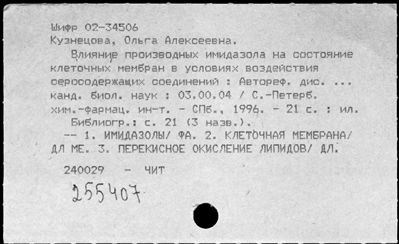 Шифр 02-34506
Кузнецова, Ольга Алексеевна.
Влияние производных имидазола на состояние
клеточных мембран в условиях воздействия
серосодержащих соединений : Автореф. дис. ...
канд. биол. наук : 03.00.04 / С.-Петерб.
хим.-фармац. ин-т. - СПб., 1996. - 21 с. : ил.
Библиогр.: с. 21 (3 назв.).
-- 1. ИМИДАЗОЛЫ/ ФА. 2. КЛЕТОЧНАЯ МЕМБРАНА/
ДЛ МЕ. 3. ПЕРЕКИСНОЕ ОКИСЛЕНИЕ ЛИПИДОВ/ ДЛ.
240029 - ЧИТ
255407